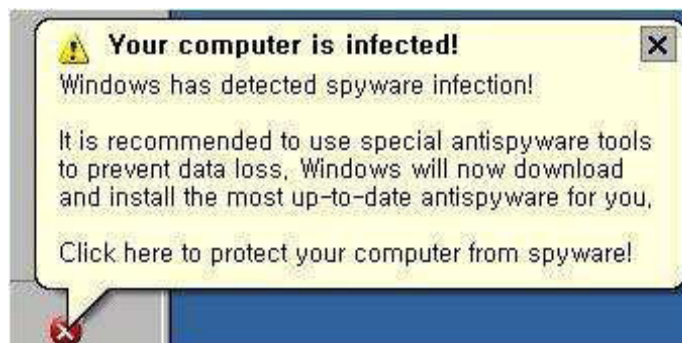 Your computer is infected!
Windows has detected spyware infection!
It is recommended to use special antispyware tools
to prevent data loss, Windows will now download
and install the most up-to-date antispyware for you,
Click here to protect your computer from spyware!